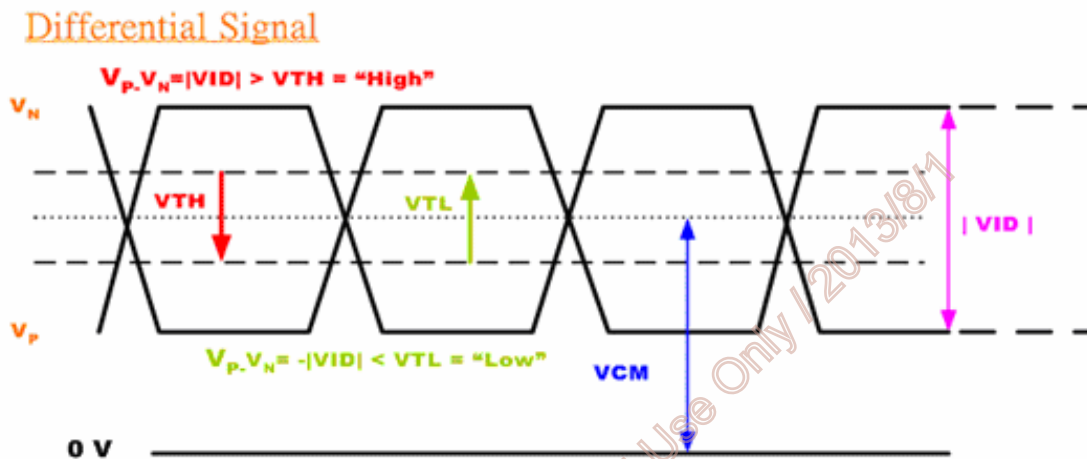 Differential Signal
VP-VN=|VID| > VTH = “High”
VN
VTH
VTL
| VID |
VP
VP-VN= -|VID| < VTL = “Low”
VCM
0 V
Use Only / 2013/8/1